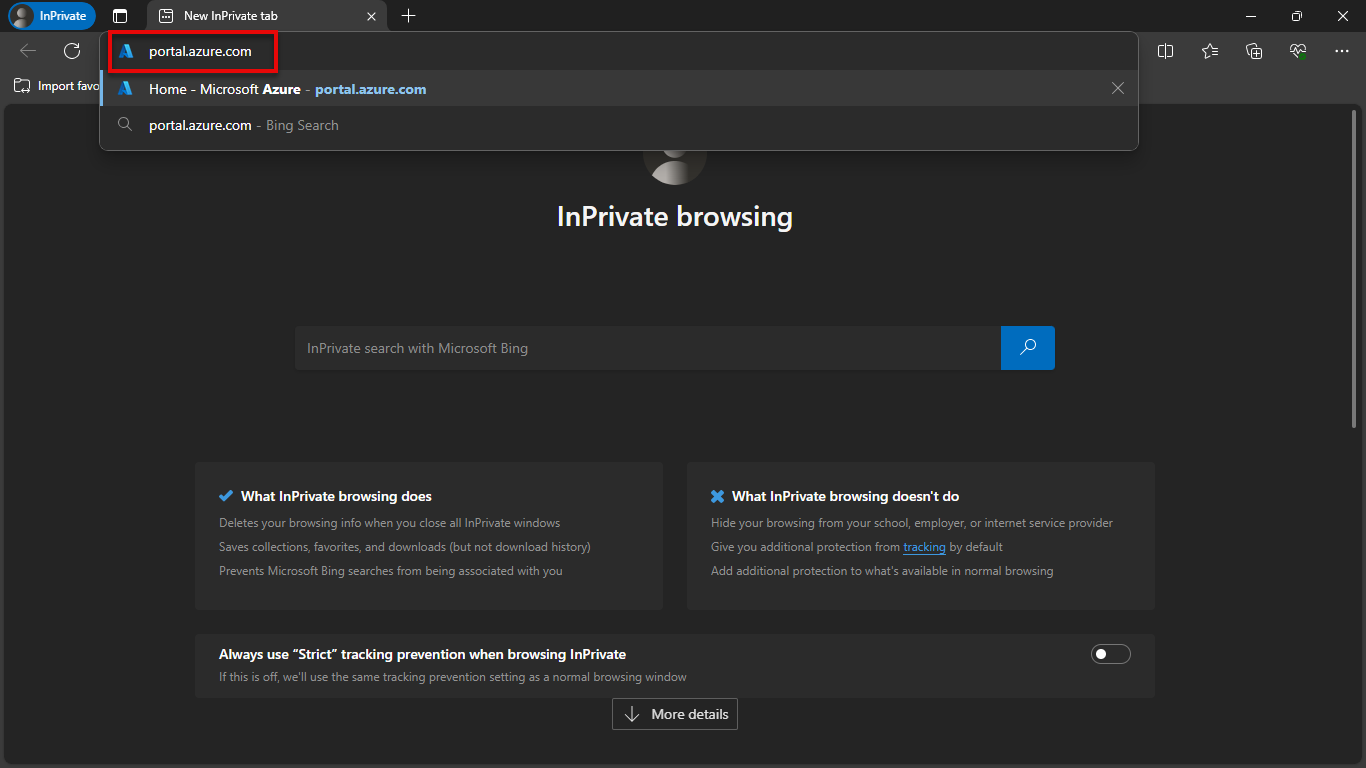 InPrivate
New InPrivate tab
portal.azure.com
Import favo
Home - Microsoft Azure - portal.azure.com
portal.azure.com - Bing Search
InPrivate browsing
InPrivate search with Microsoft Bing
What InPrivate browsing does
Deletes your browsing info when you close all InPrivate windows
Saves collections, favorites, and downloads (but not download history)
Prevents Microsoft Bing searches from being associated with you
What InPrivate browsing doesn't do
Hide your browsing from your school, employer, or internet service provider
Give you additional protection from tracking by default
Add additional protection to what's available in normal browsing
Always use "Strict" tracking prevention when browsing InPrivate
If this is off, we'll use the same tracking prevention setting as a normal browsing window
More details